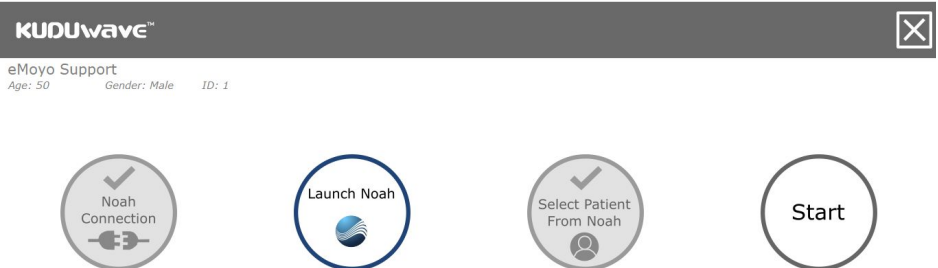 KUDUwave™
eMoyo Support
Age: 50 Gender: Male ID: 1
Noah
Connection
Launch Noah
Select Patient
From Noah
Start